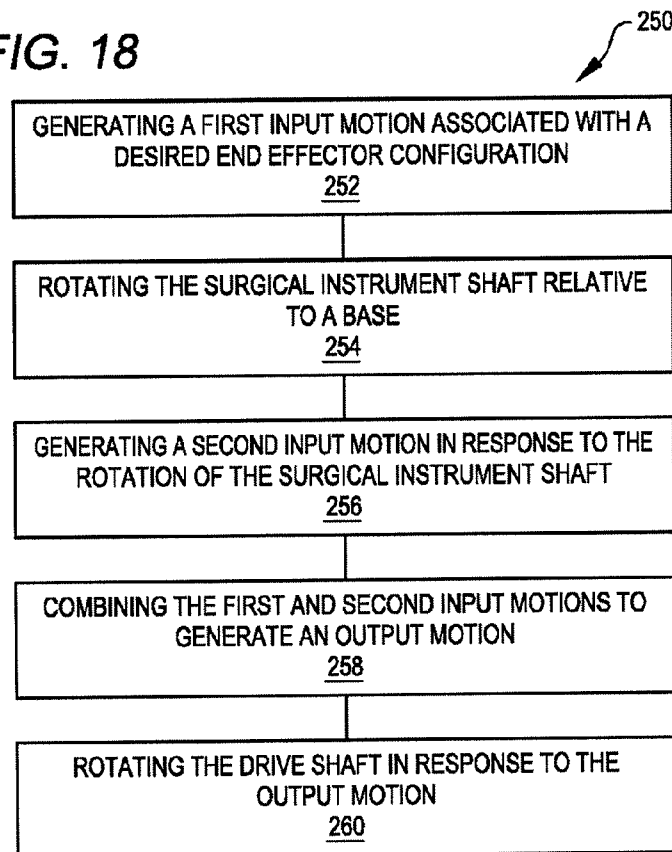 FIG. 18
250
GENERATING A FIRST INPUT MOTION ASSOCIATED WITH A
DESIRED END EFFECTOR CONFIGURATION
252
ROTATING THE SURGICAL INSTRUMENT SHAFT RELATIVE
TO A BASE
254
GENERATING A SECOND INPUT MOTION IN RESPONSE TO THE
ROTATION OF THE SURGICAL INSTRUMENT SHAFT
256
COMBINING THE FIRST AND SECOND INPUT MOTIONS TO
GENERATE AN OUTPUT MOTION
258
ROTATING THE DRIVE SHAFT IN RESPONSE TO THE
OUTPUT MOTION
260